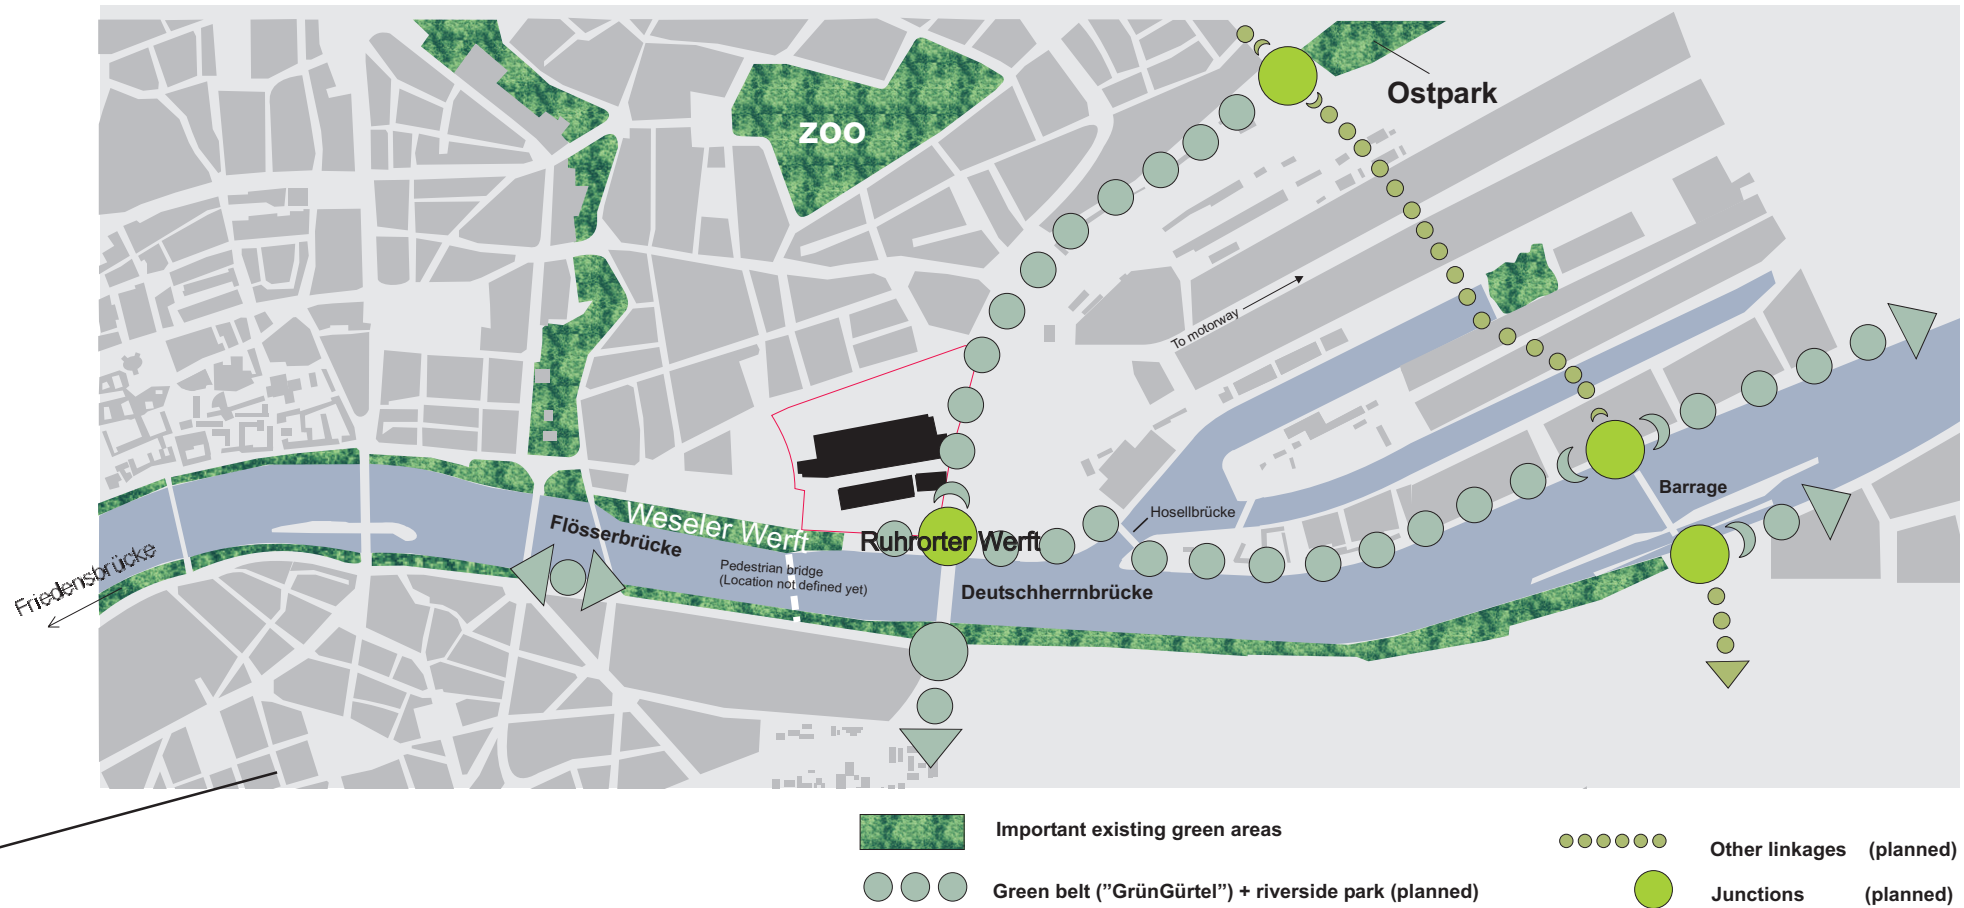 Ostpark
ZOO
To motorway
Barrage
Hosellbrücke
Weseler Werft
Flösserbrücke
Ruhrorter Werft
Friedensbrücke
Pedestrian bridge
(Location not defined yet)
Deutschherrnbrücke
Important existing green areas
Other linkages (planned)
Green belt (”GrünGürtel”) + riverside park (planned)
Junctions (planned)